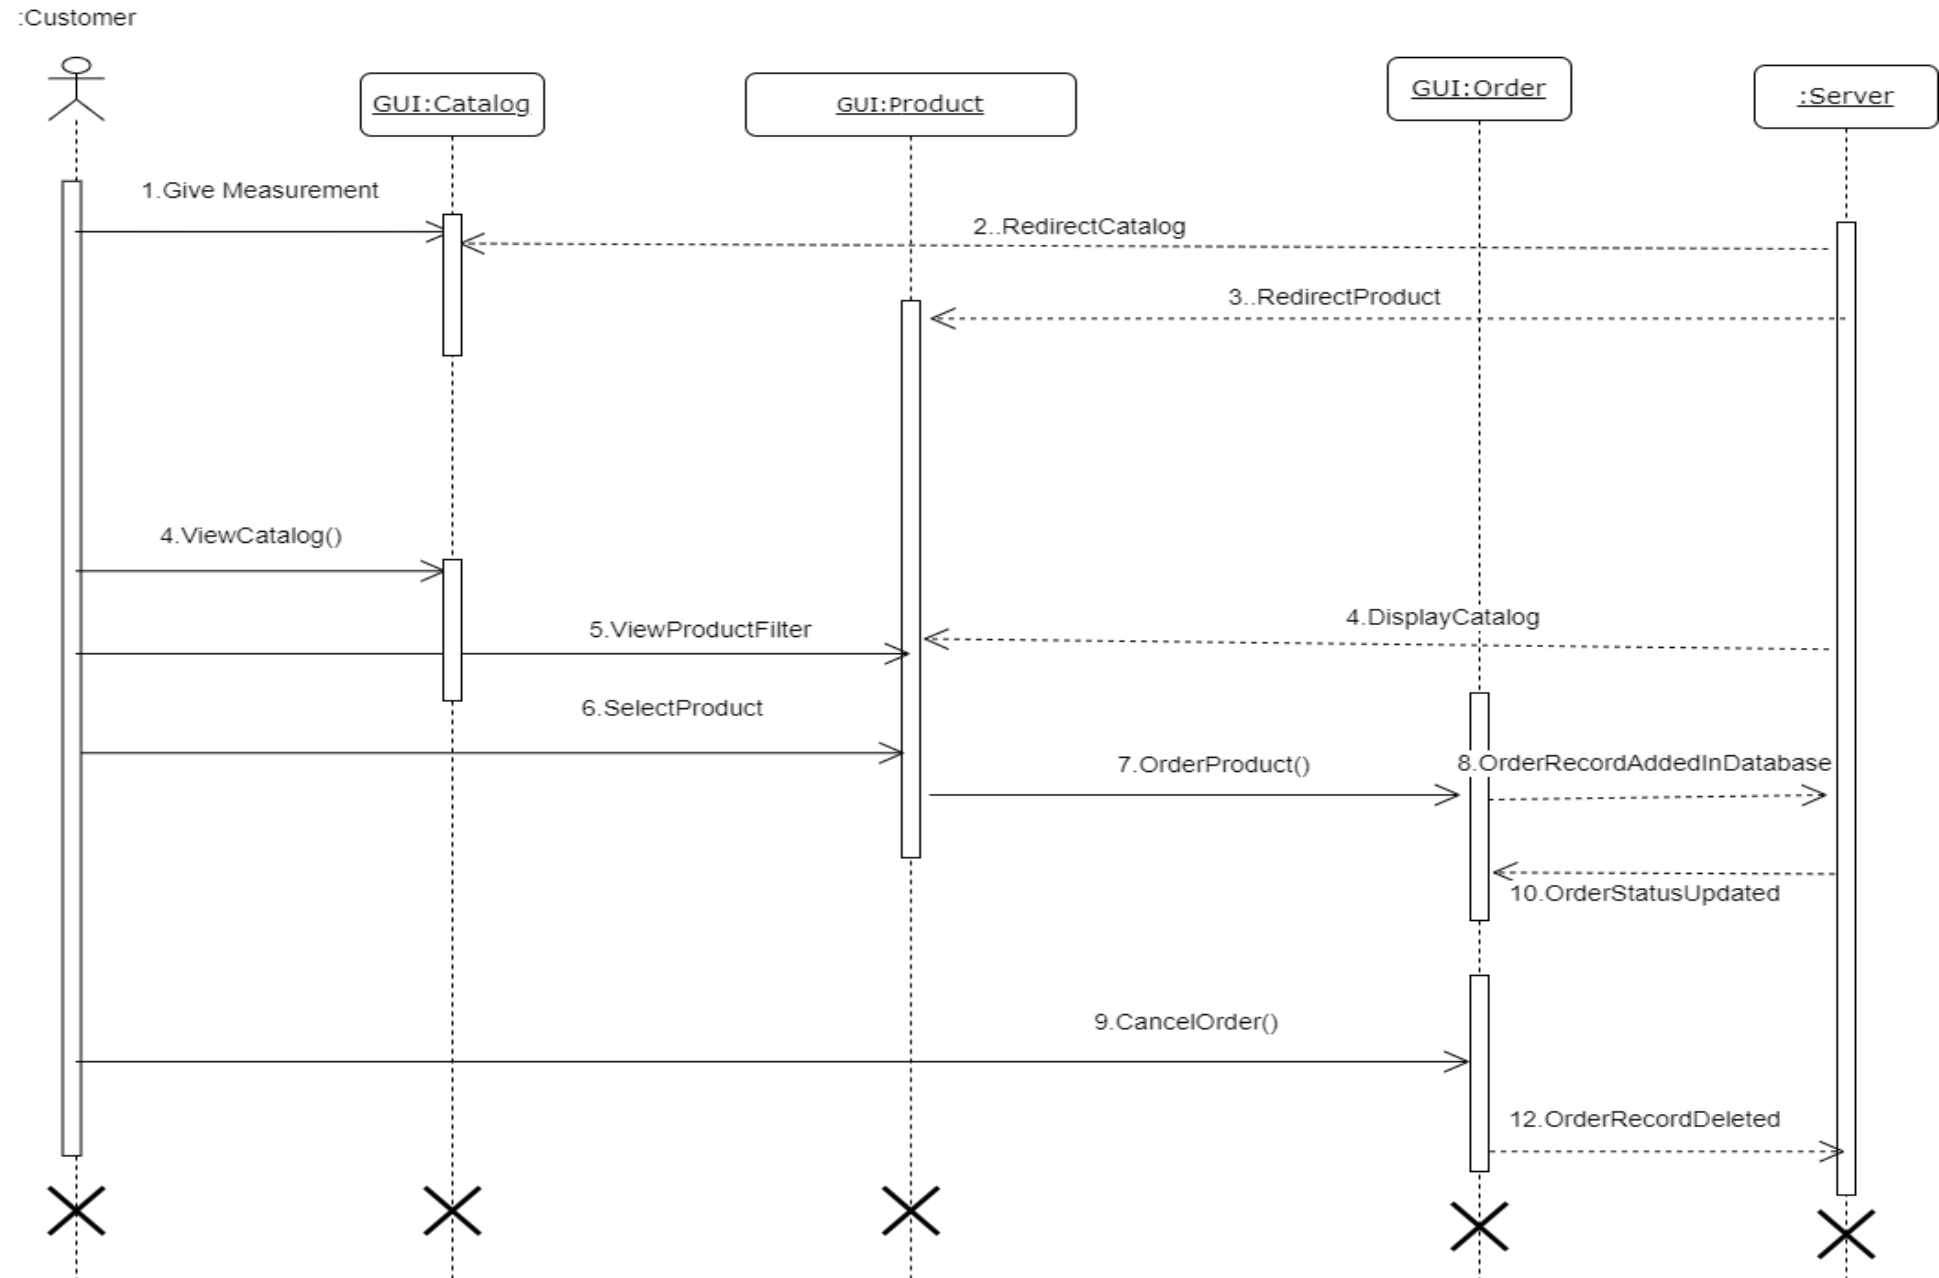 :Customer
GUI:Catalog
GUI:Product
GUI:Order
:Server
1.Give Measurement
2..RedirectCatalog
3..RedirectProduct
4.ViewCatalog()
4.DisplayCatalog
5.ViewProductFilter
6.SelectProduct
7.OrderProduct()
8.OrderRecordAddedInDatabase
10.OrderStatusUpdated
9.CancelOrder()
12.OrderRecordDeleted